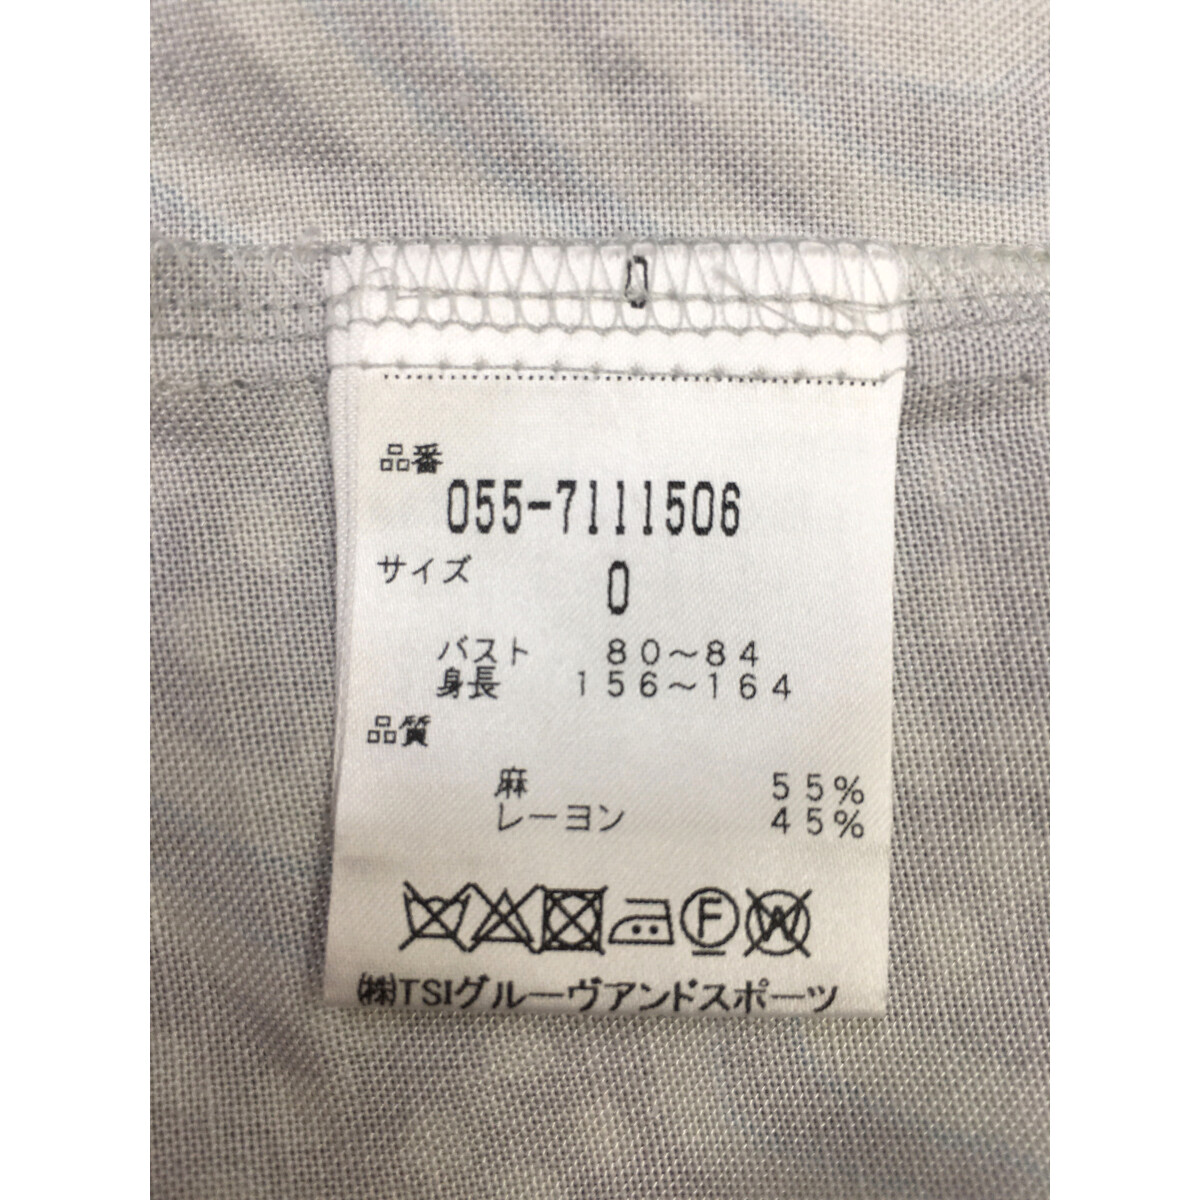 0
品番
055-7111506
サイズ 0
バスト 80~84
身長 156~164
品質
麻 55%
レーヨン 45%
F W
㈱TSIグルーヴアンドスポーツ